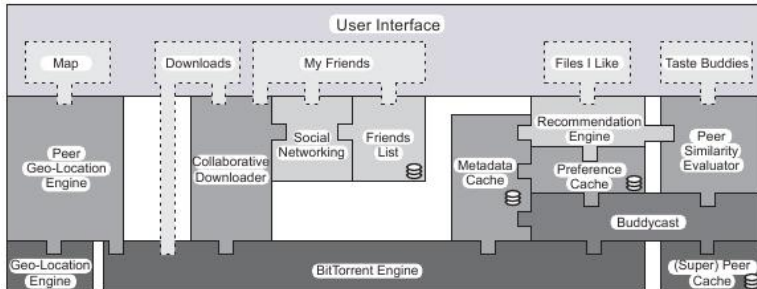 User Interface
Map
Downloads
My Friends
Files I Like
Taste Buddies
Peer
Geo-Location
Engine
Collaborative
Downloader
Social
Networking
Friends
List
Metadata
Cache
Recommendation
Engine
Preference
Cache
Peer
Similarity
Evaluator
Buddycast
Geo-Location
Engine
BitTorrent Engine
(Super) Peer
Cache